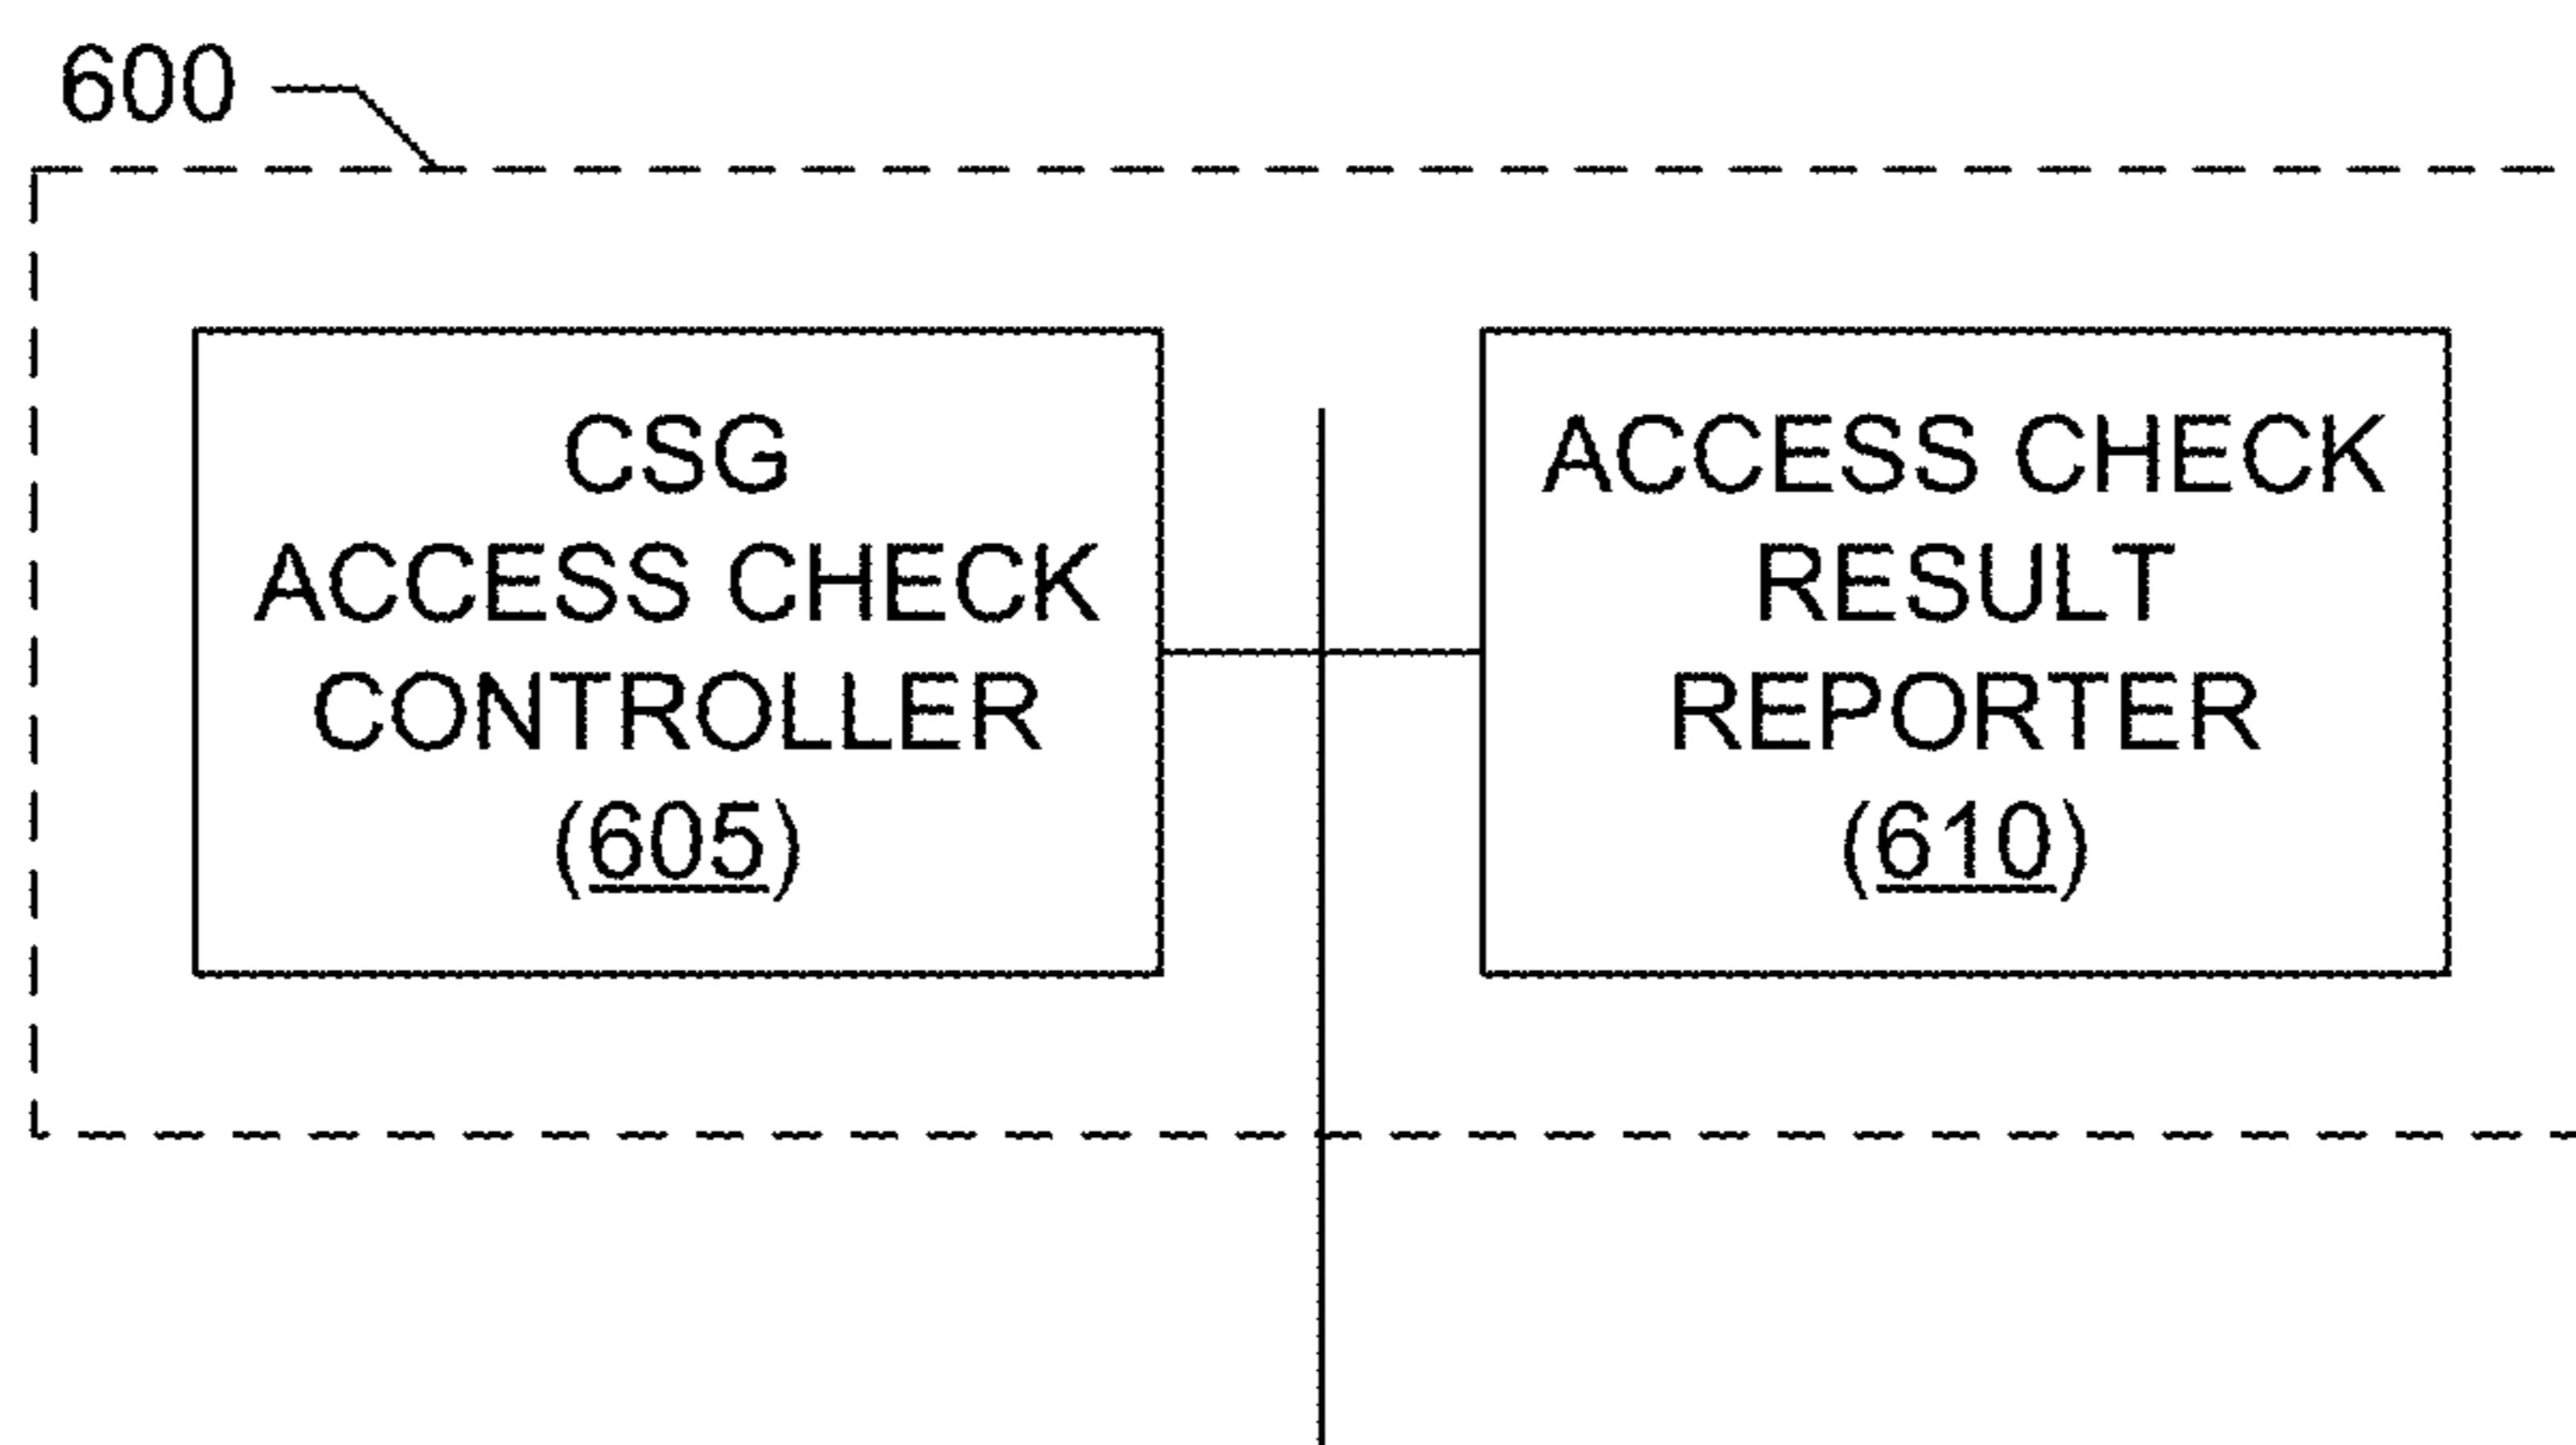 600
CSG
ACCESS CHECK
CONTROLLER
(605)
ACCESS CHECK
RESULT
REPORTER
(610)